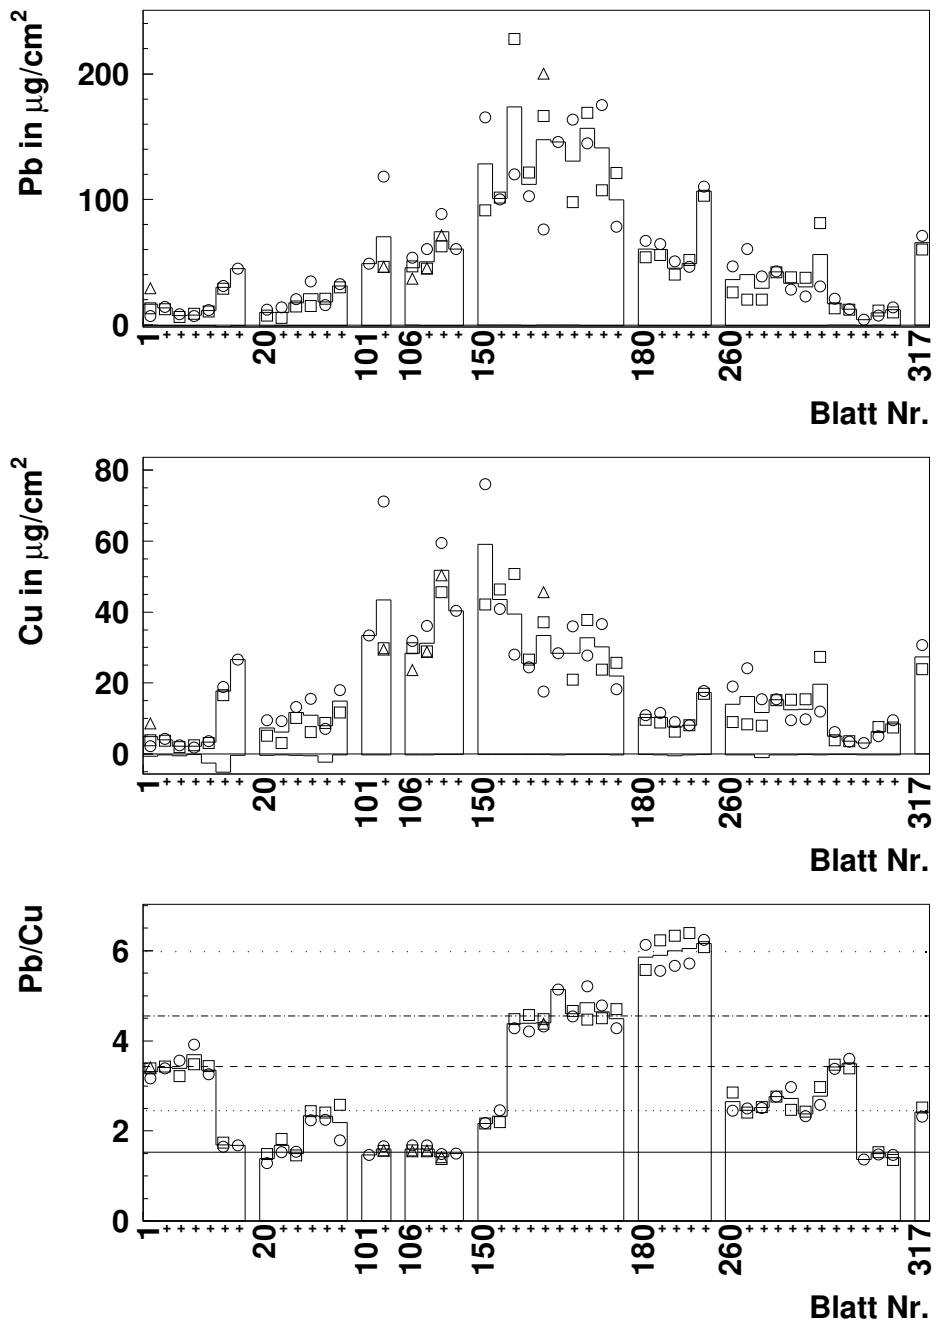 Pb in μg/cm²
200
100
0
1 + + + + + + 20 + + + + + 101 + 106 + + + 150 + + + + + + + + + 180 + + + + 260 + + + + + + + + + + + 317
Blatt Nr.
Cu in μg/cm²
80
60
40
20
0
1 + + + + + + 20 + + + + + 101 + 106 + + + 150 + + + + + + + + + 180 + + + + 260 + + + + + + + + + + + 317
Blatt Nr.
Pb/Cu
6
4
2
0
1 + + + + + + 20 + + + + + 101 + 106 + + + 150 + + + + + + + + + 180 + + + + 260 + + + + + + + + + + + 317
Blatt Nr.